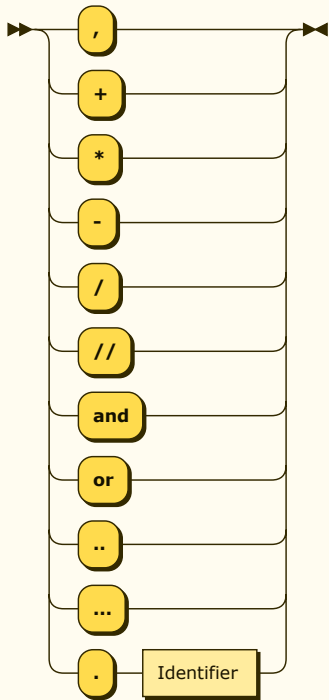 ,
+
*
-
/
//
and
or
..
...
. Identifier